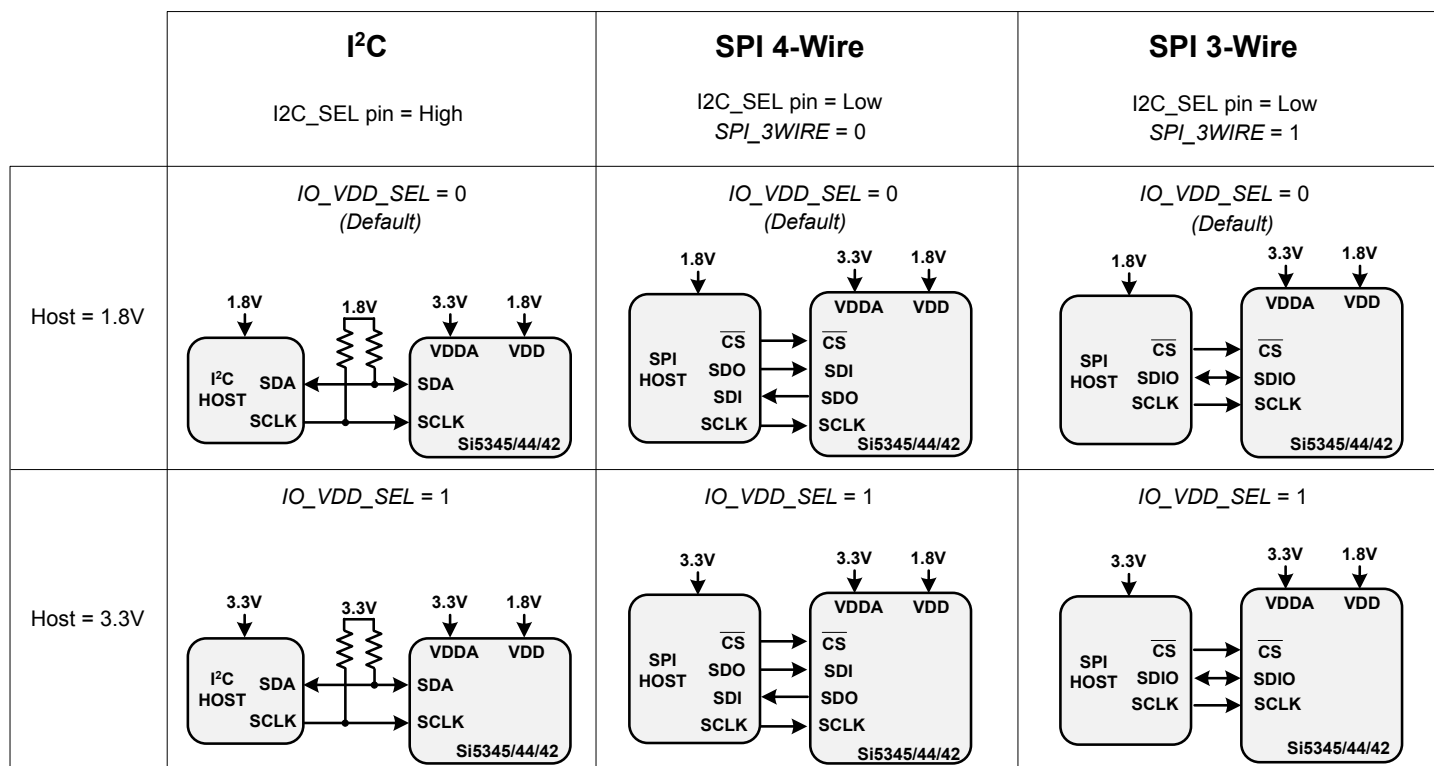 I²C
I2C_SEL pin = High
SPI 4-Wire
I2C_SEL pin = Low
SPI_3WIRE = 0
SPI 3-Wire
I2C_SEL pin = Low
SPI_3WIRE = 1
Host = 1.8V
IO_VDD_SEL = 0
(Default)
1.8V 1.8V 3.3V 1.8V
VDDA VDD
I²C
HOST
SDA SDA
SCLK SCLK
Si5345/44/42
IO_VDD_SEL = 0
(Default)
1.8V 3.3V 1.8V
VDDA VDD
SPI
HOST
CS CS
SDO SDI
SDI SDO
SCLK SCLK
Si5345/44/42
IO_VDD_SEL = 0
(Default)
1.8V 3.3V 1.8V
VDDA VDD
SPI
HOST
CS CS
SDIO SDIO
SCLK SCLK
Si5345/44/42
Host = 3.3V
IO_VDD_SEL = 1
3.3V 3.3V 3.3V 1.8V
VDDA VDD
I²C
HOST
SDA SDA
SCLK SCLK
Si5345/44/42
IO_VDD_SEL = 1
3.3V 3.3V 1.8V
VDDA VDD
SPI
HOST
CS CS
SDO SDI
SDI SDO
SCLK SCLK
Si5345/44/42
IO_VDD_SEL = 1
3.3V 3.3V 1.8V
VDDA VDD
SPI
HOST
CS CS
SDIO SDIO
SCLK SCLK
Si5345/44/42